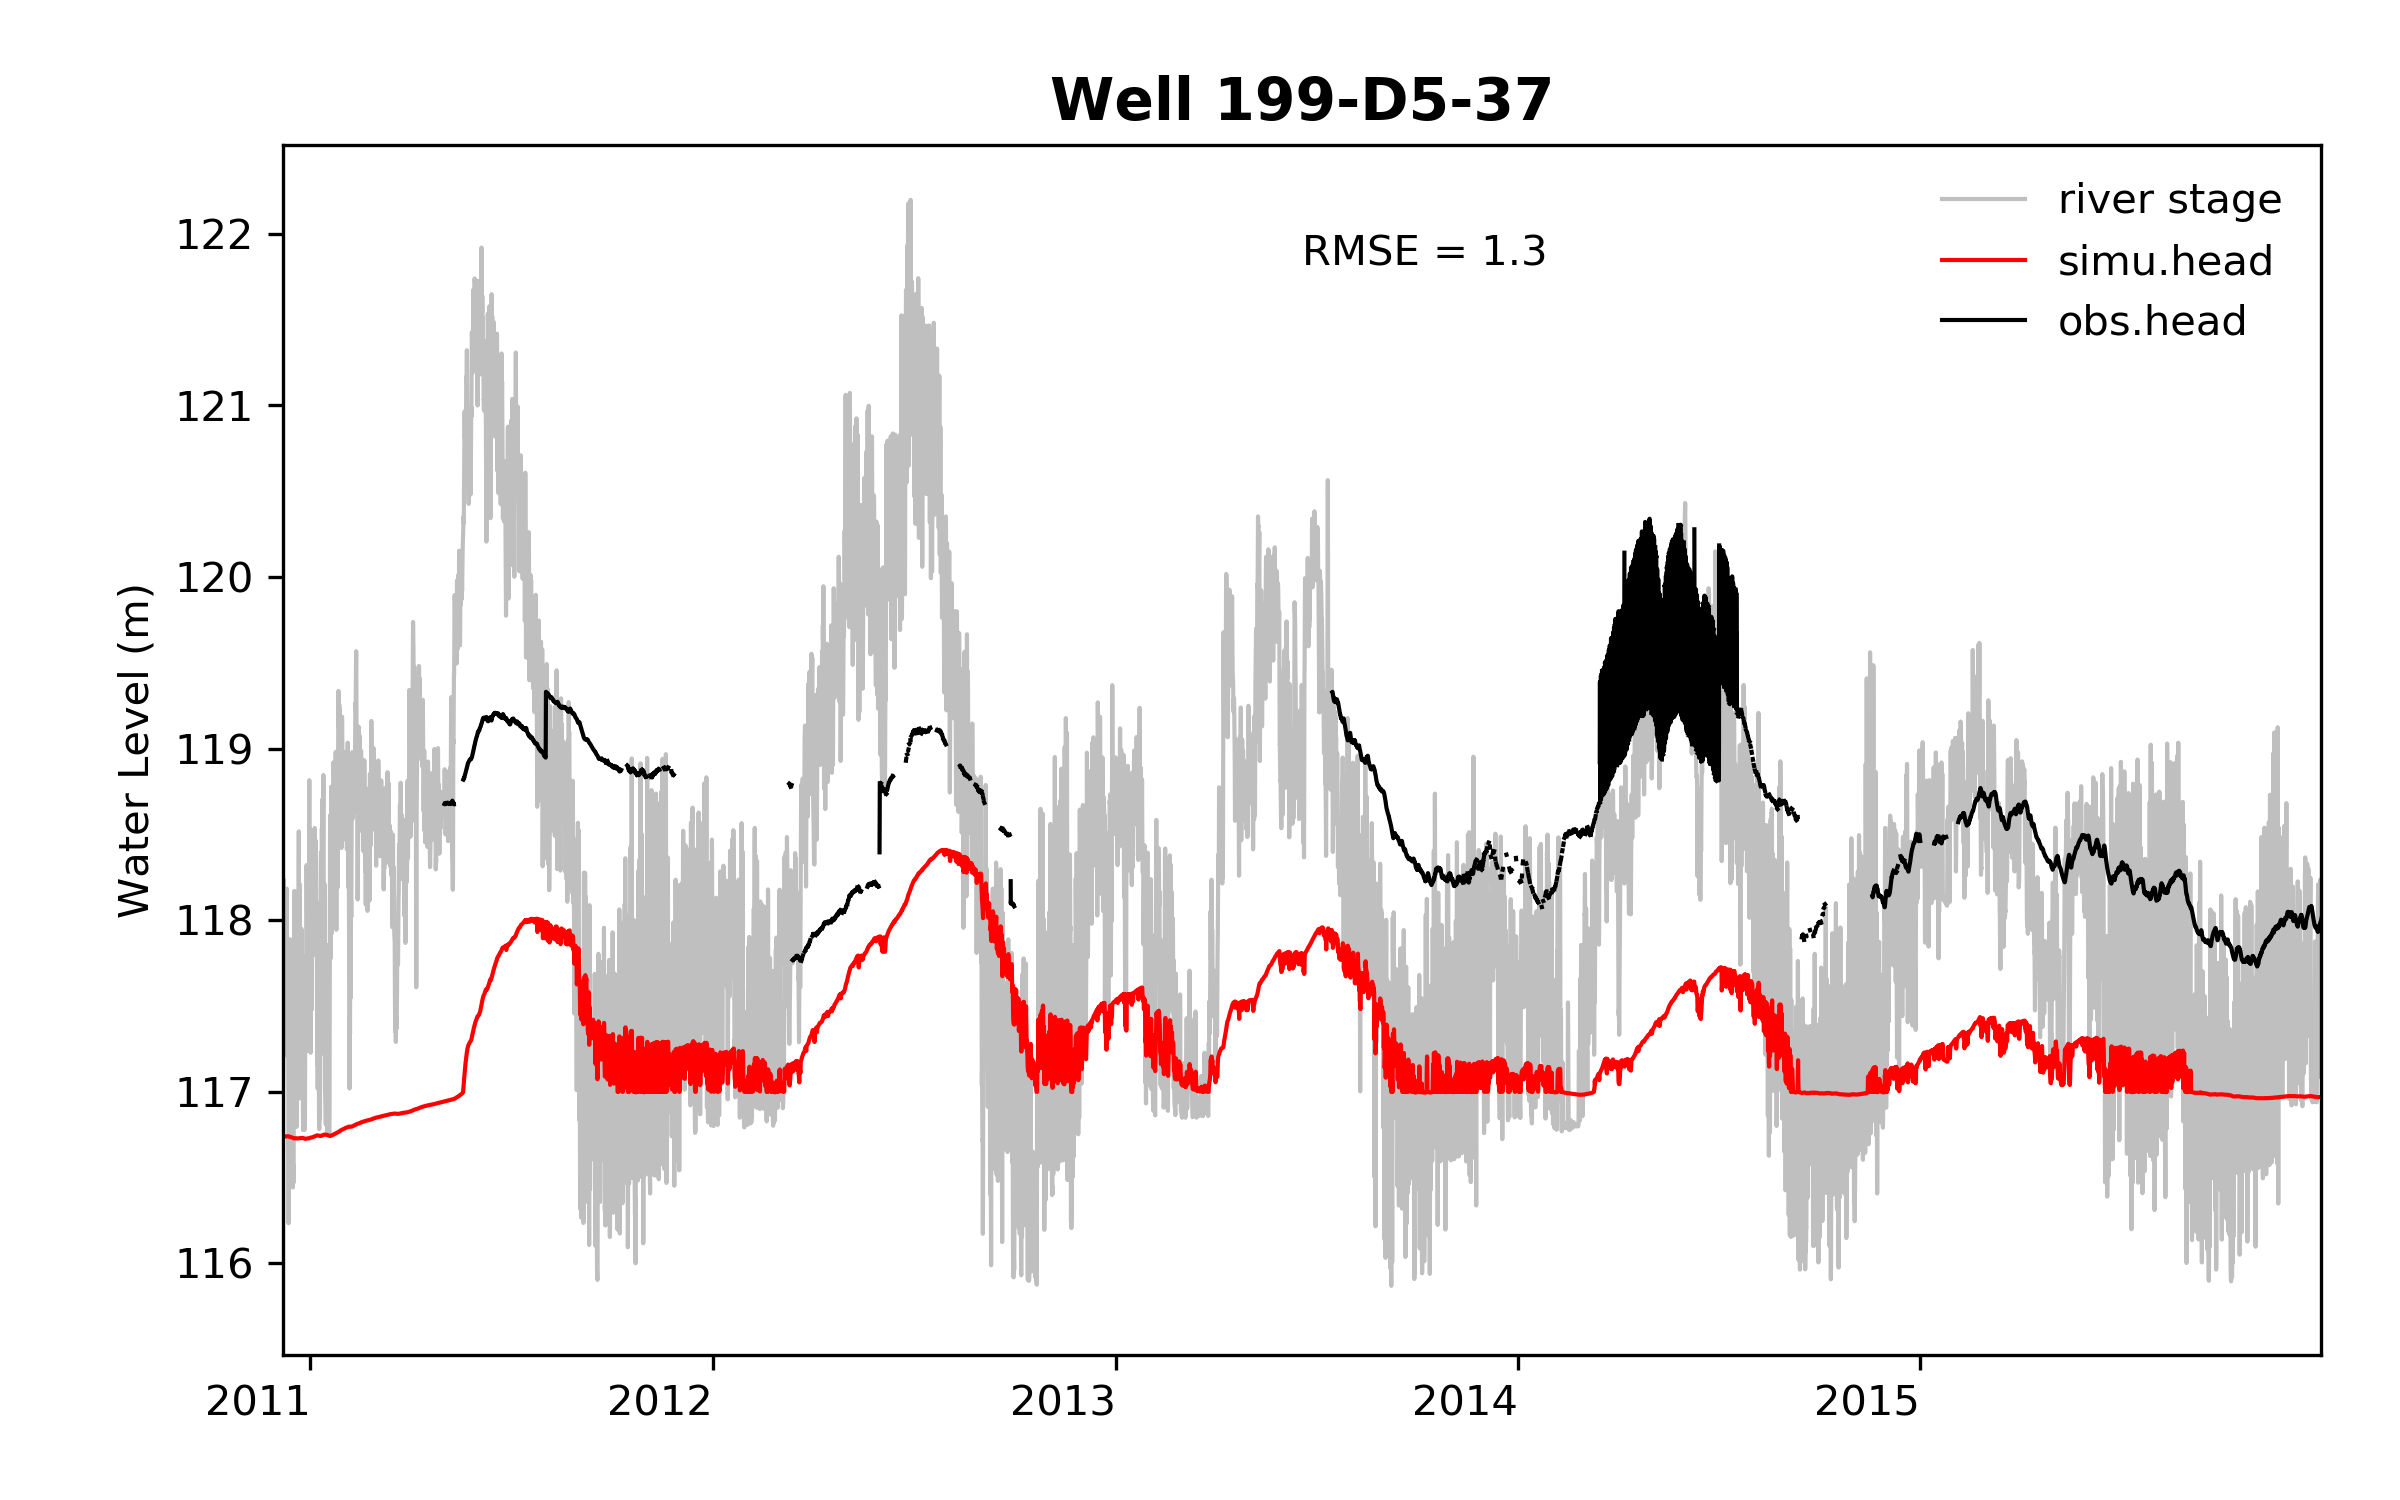 Well 199-D5-37
RMSE = 1.3
river stage
simu.head
obs.head
Water Level (m)
122
121
120
119
118
117
116
2011
2012
2013
2014
2015